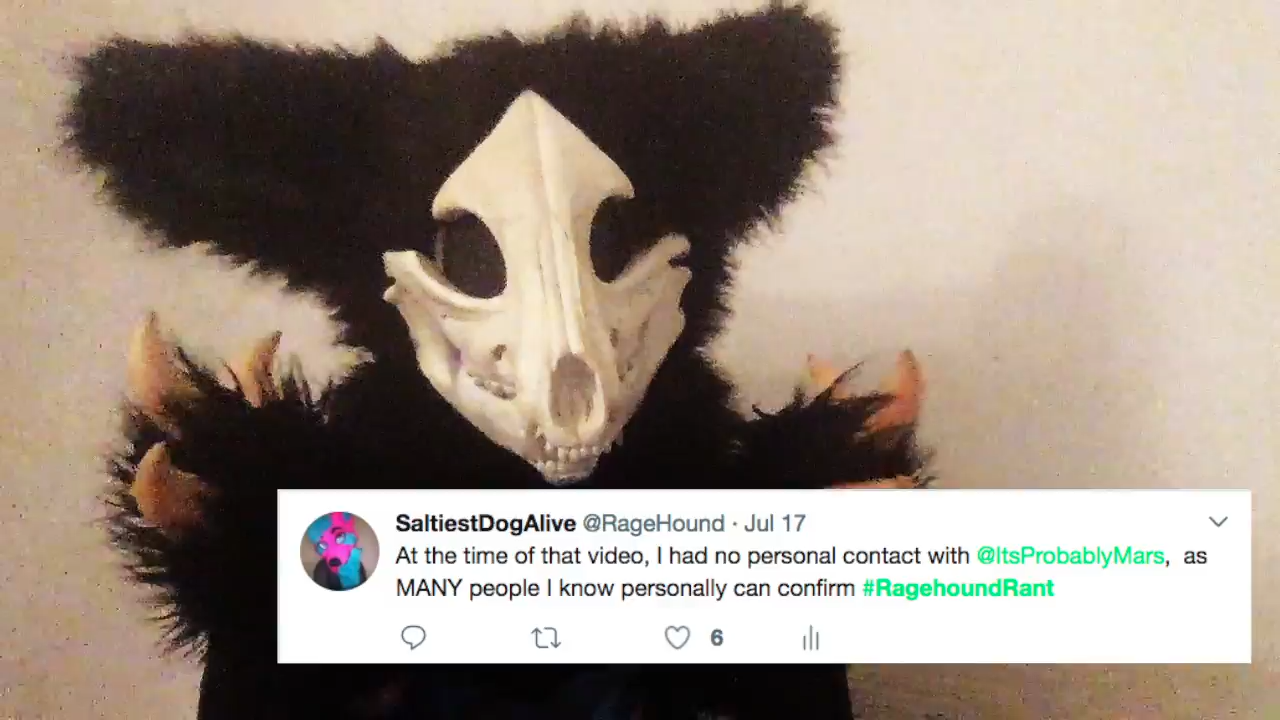 SaltiestDogAlive @RageHound · Jul 17
At the time of that video, I had no personal contact with @ItsProbablyMars, as
MANY people I know personally can confirm #RagehoundRant
6